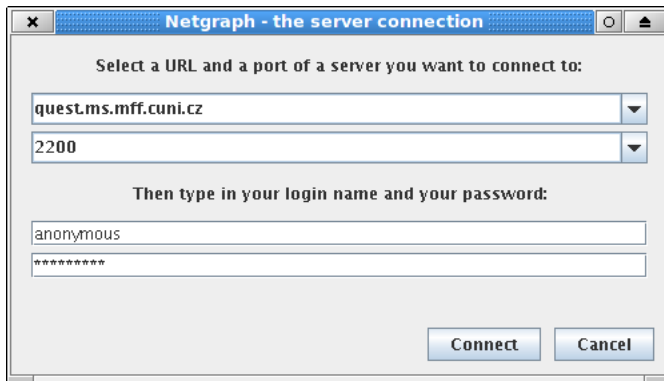 Netgraph - the server connection
Select a URL and a port of a server you want to connect to:
quest.ms.mff.cuni.cz
2200
Then type in your login name and your password:
anonymous
*********
Connect Cancel